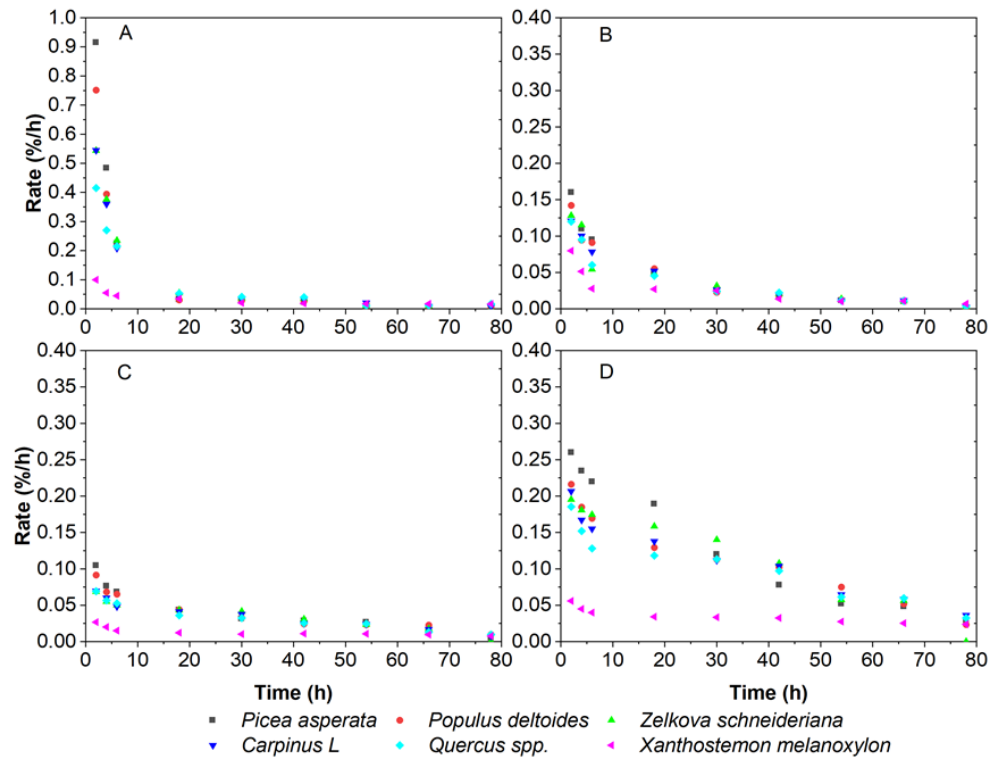 A
B
Rate (%/h)
1.0
0.9
0.8
0.7
0.6
0.5
0.4
0.3
0.2
0.1
0.0
0 10 20 30 40 50 60 70 80
0.40
0.35
0.30
0.25
0.20
0.15
0.10
0.05
0.00
0 10 20 30 40 50 60 70 80
C
D
Rate (%/h)
0.40
0.35
0.30
0.25
0.20
0.15
0.10
0.05
0.00
0 10 20 30 40 50 60 70 80
0.40
0.35
0.30
0.25
0.20
0.15
0.10
0.05
0.00
0 10 20 30 40 50 60 70 80
Time (h) Time (h)
Picea asperata Populus deltoides Zelkova schneideriana
Carpinus L Quercus spp. Xanthostemon melanoxylon